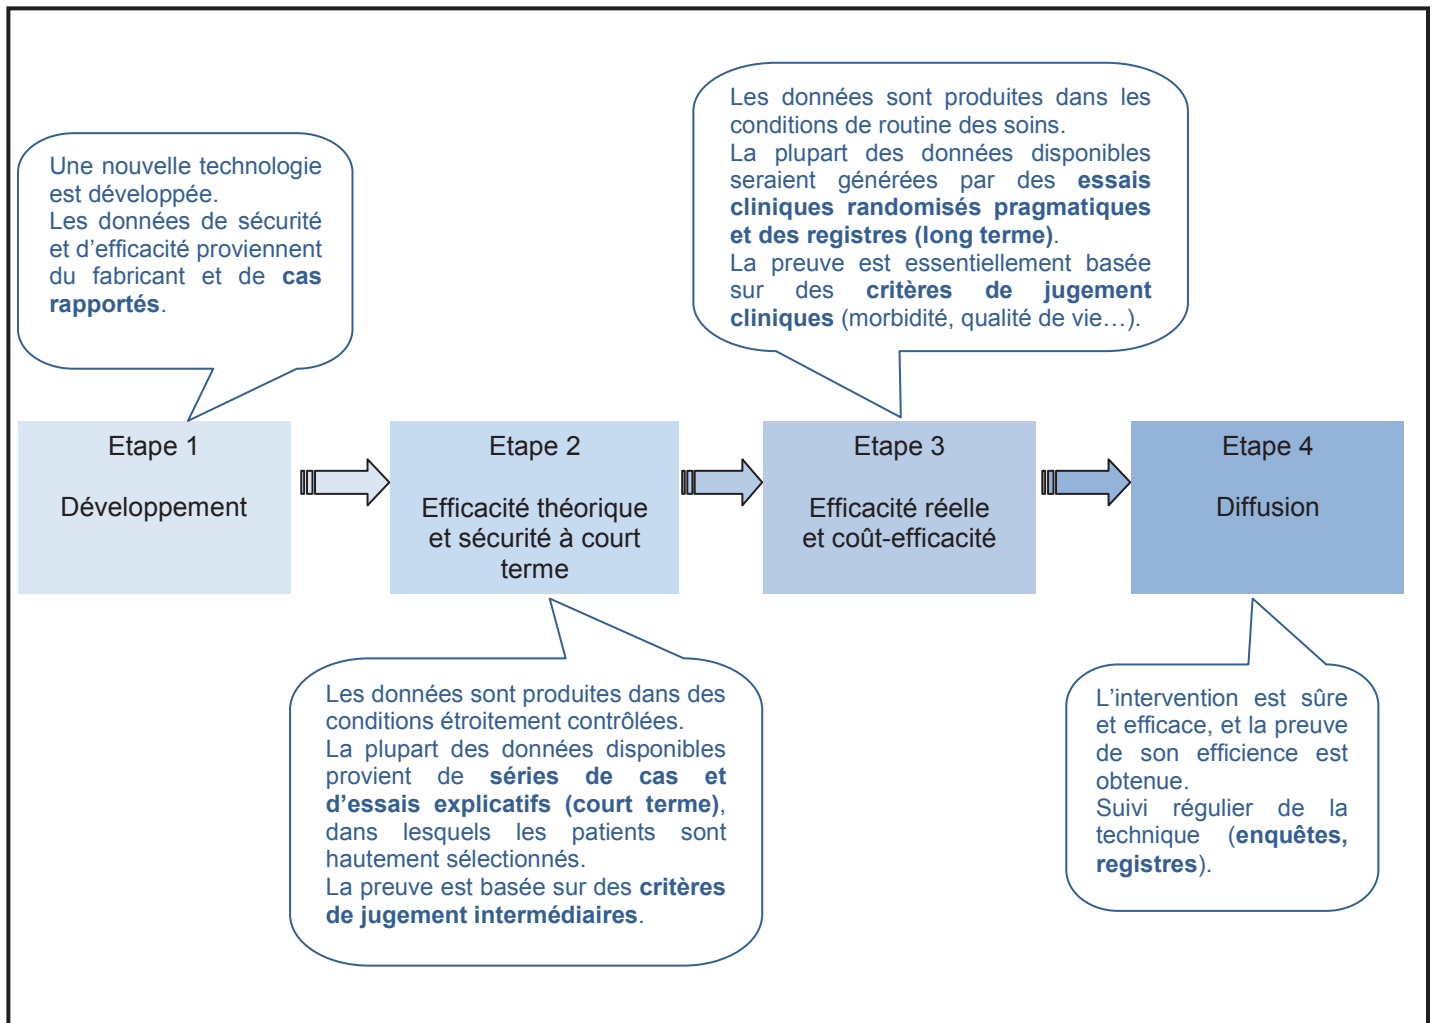 Une nouvelle technologie
est développée.
Les données de sécurité
et d’efficacité proviennent
du fabricant et de cas
rapportés.
Les données sont produites dans les
conditions de routine des soins.
La plupart des données disponibles
seraient générées par des essais
cliniques randomisés pragmatiques
et des registres (long terme).
La preuve est essentiellement basée
sur des critères de jugement
cliniques (morbidité, qualité de vie…).
Etape 1
Développement
Etape 2
Efficacité théorique
et sécurité à court
terme
Etape 3
Efficacité réelle
et coût-efficacité
Etape 4
Diffusion
Les données sont produites dans des
conditions étroitement contrôlées.
La plupart des données disponibles
provient de séries de cas et
d’essais explicatifs (court terme),
dans lesquels les patients sont
hautement sélectionnés.
La preuve est basée sur des critères
de jugement intermédiaires.
L’intervention est sûre
et efficace, et la preuve
de son efficience est
obtenue.
Suivi régulier de la
technique (enquêtes,
registres).